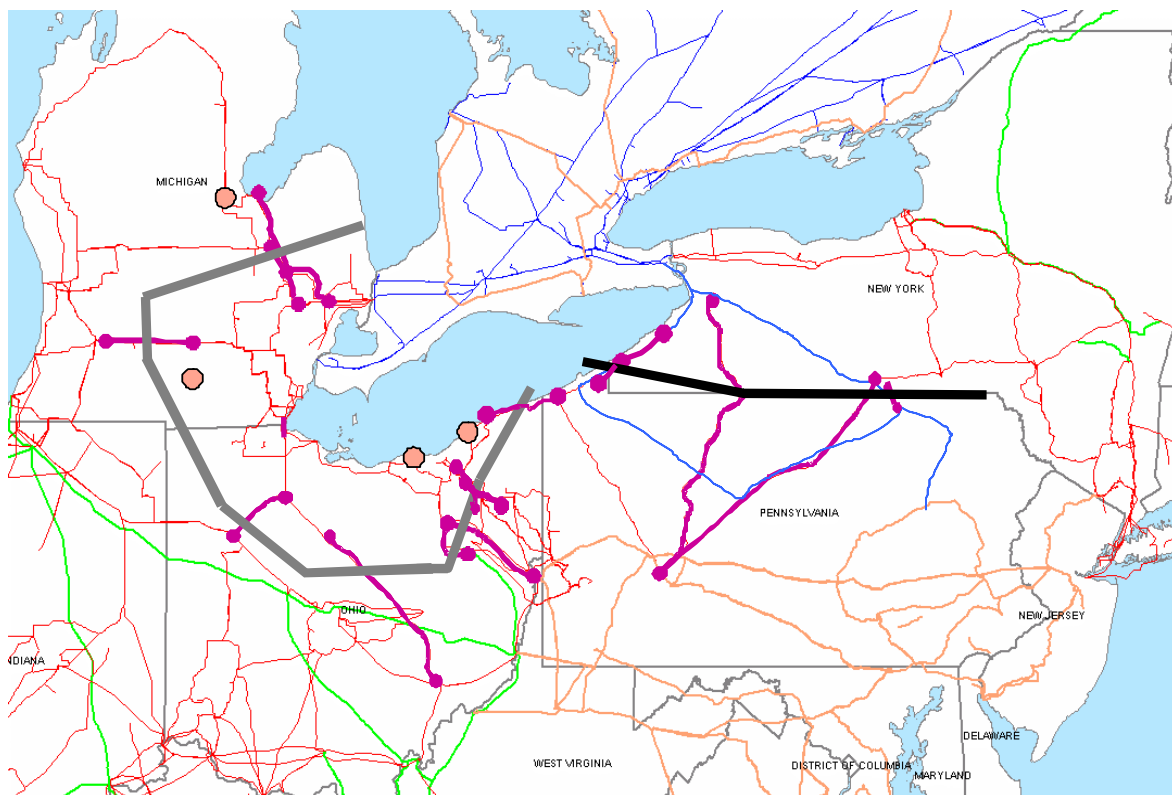 MICHIGAN
NEW YORK
PENNSYLVANIA
OHIO
NEW JERSEY
NDIANA
DELAWARE
WEST VIRGINIA
DISTRICT OF COLUMBIA
MARYLAND